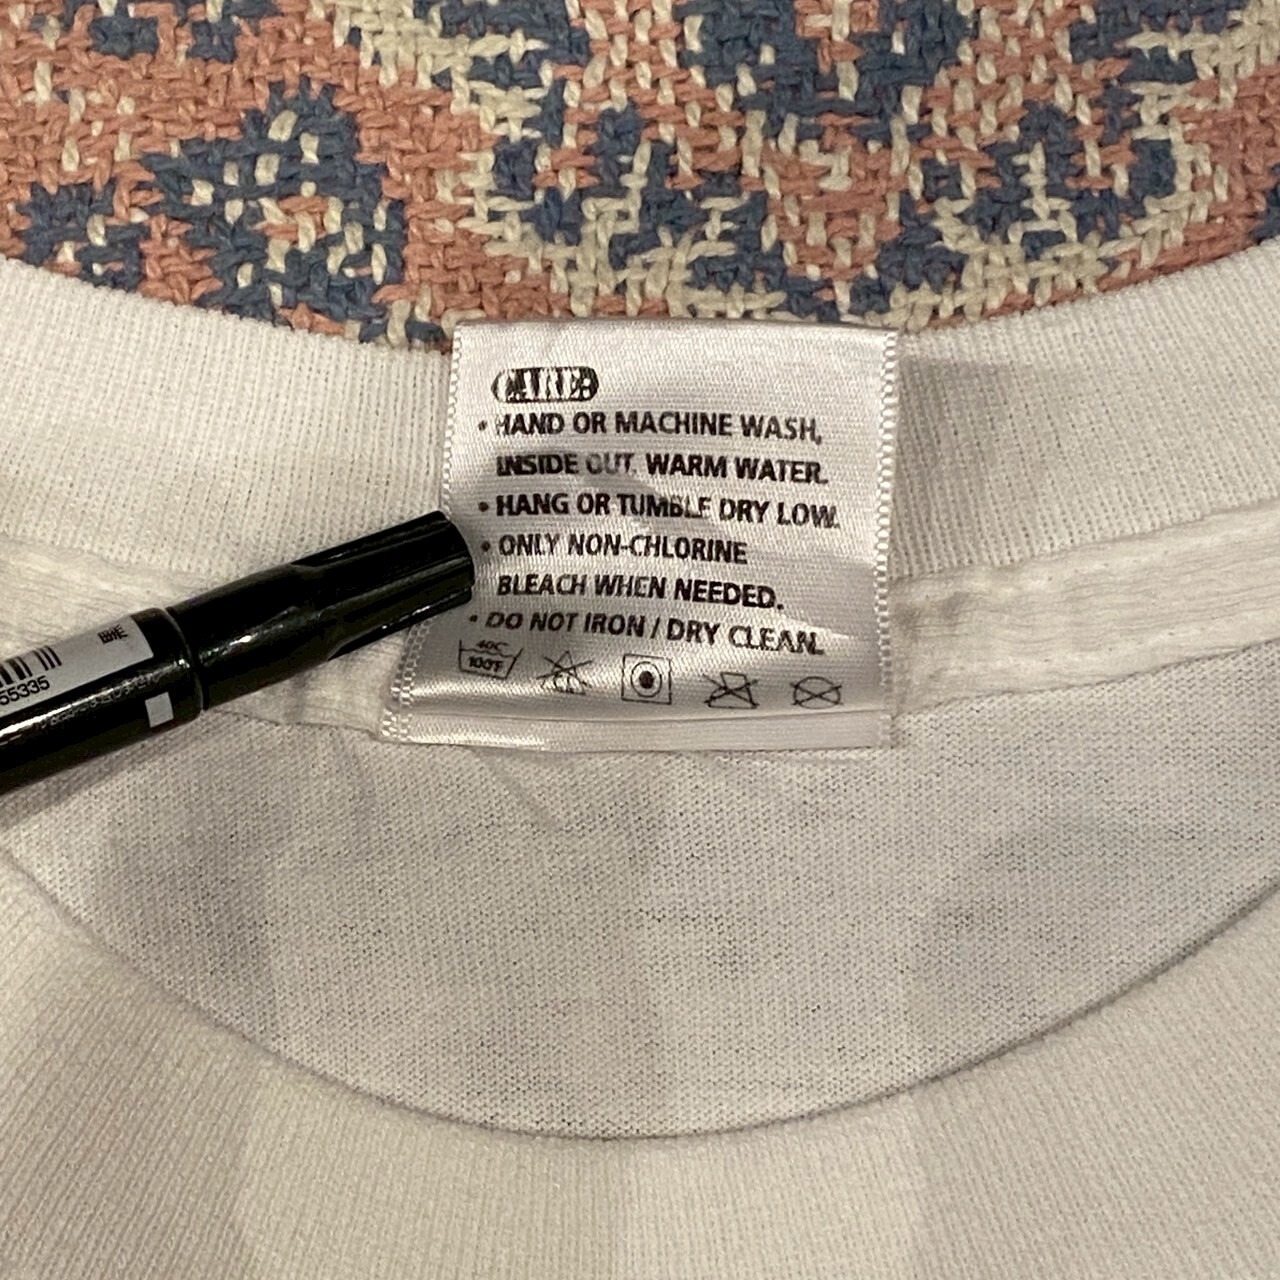 CARE:
• HAND OR MACHINE WASH,
INSIDE OUT, WARM WATER.
• HANG OR TUMBLE DRY LOW.
• ONLY NON-CHLORINE
BLEACH WHEN NEEDED.
• DO NOT IRON / DRY CLEAN.
40C
100°F
55335